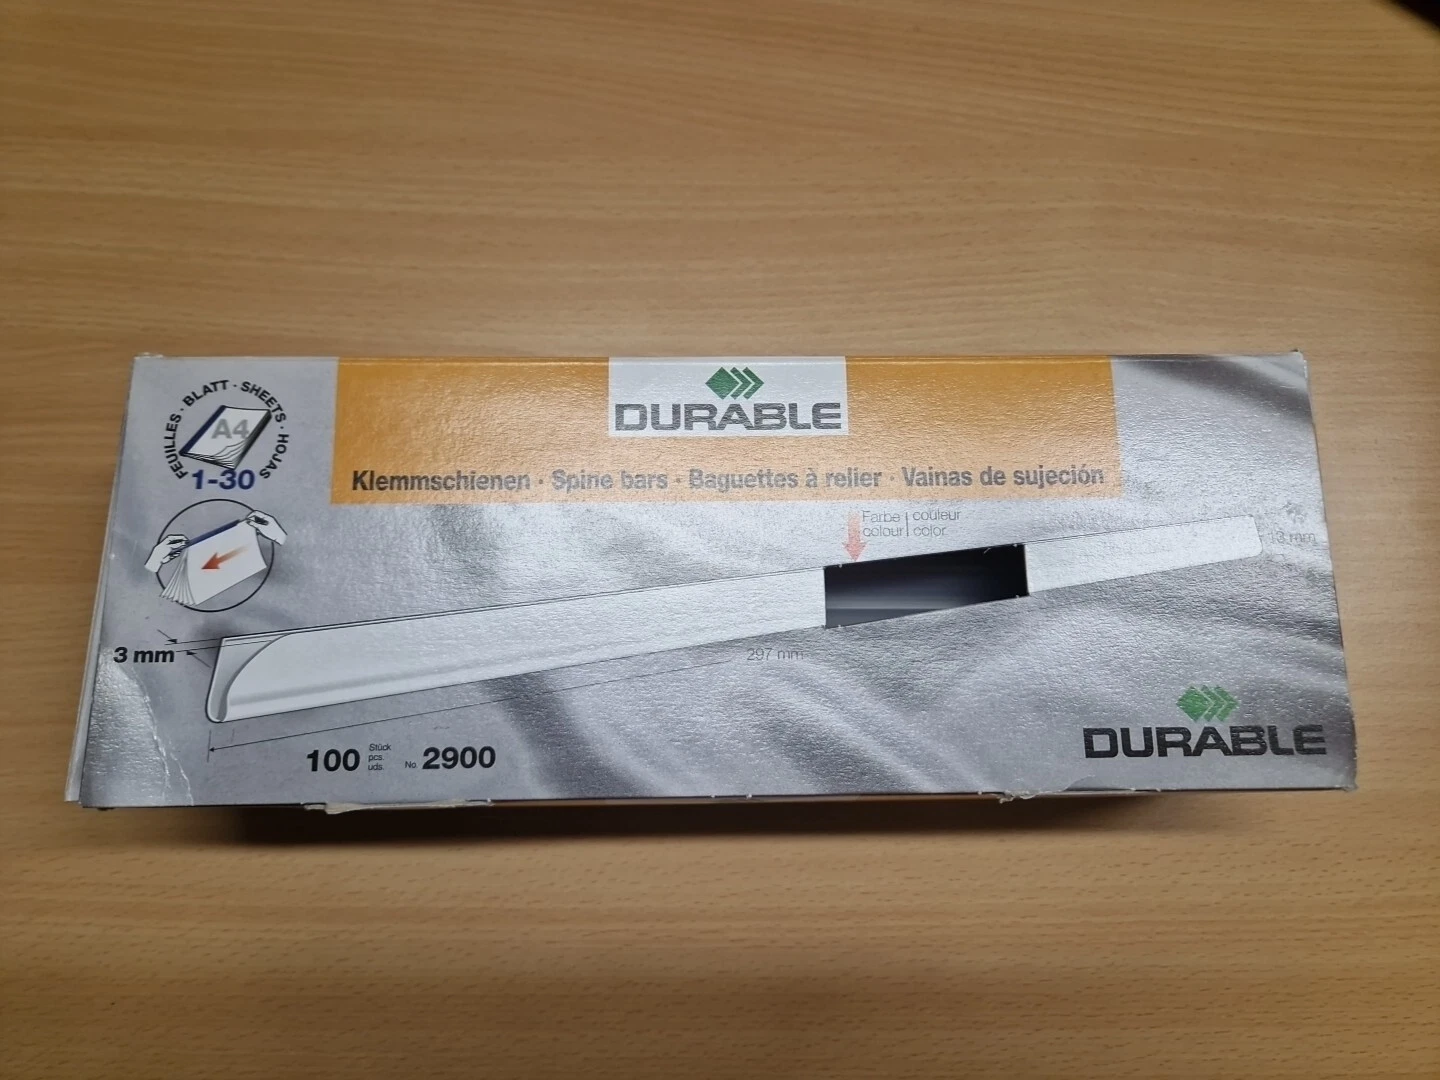 FEUILLES · BLATT · SHEETS · HOJAS
A4
1-30
DURABLE
Klemmschienen · Spine bars · Baguettes à relier · Vainas de sujeción
Farbe | couleur
colour | color
13 mm
3 mm
297 mm
100 Stück pcs. uds. No. 2900
DURABLE